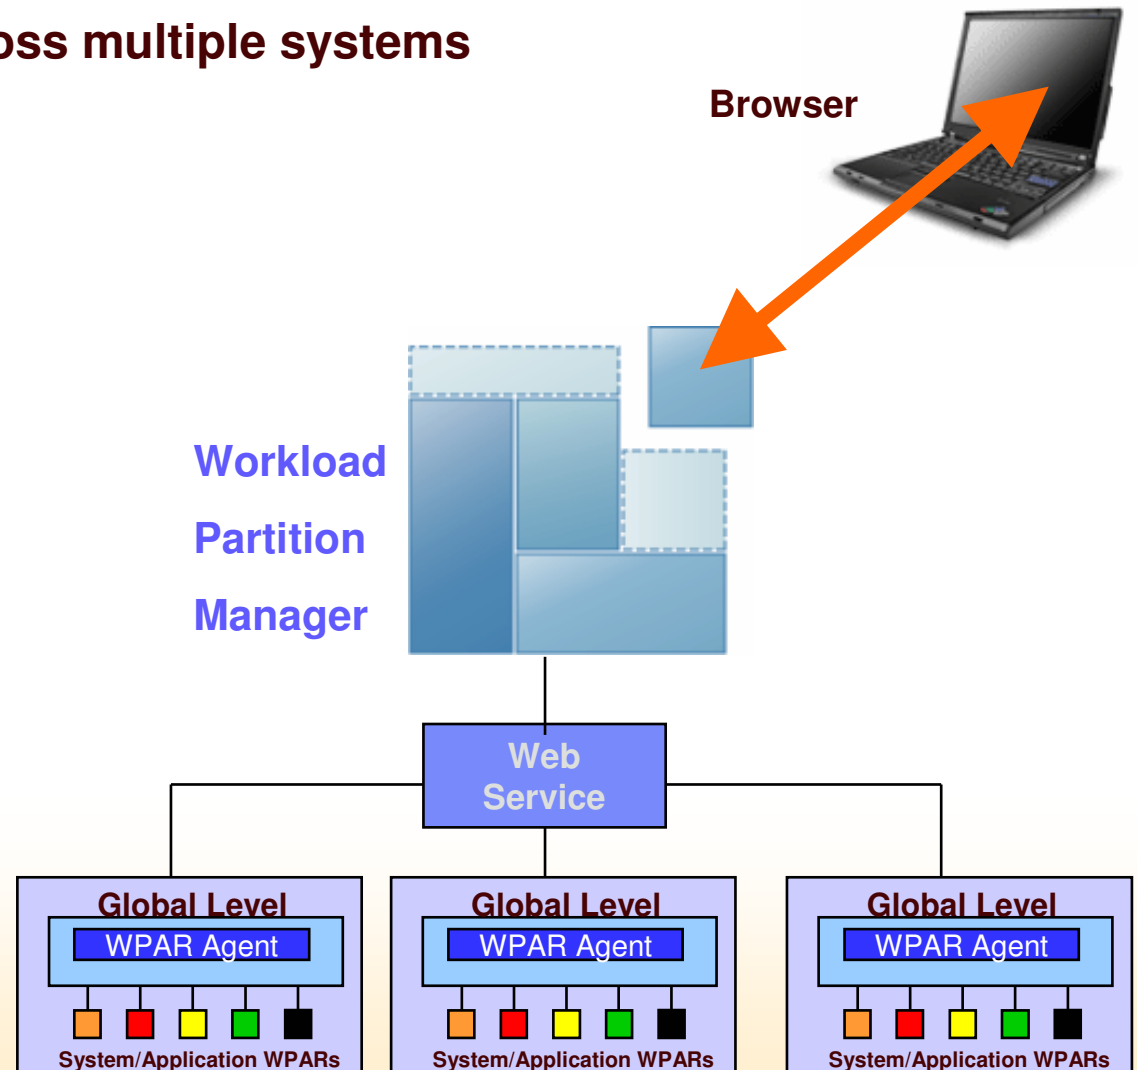 oss multiple systems
Browser
Workload
Partition
Manager
Web
Service
Global Level
WPAR Agent
System/Application WPARs
Global Level
WPAR Agent
System/Application WPARs
Global Level
WPAR Agent
System/Application WPARs